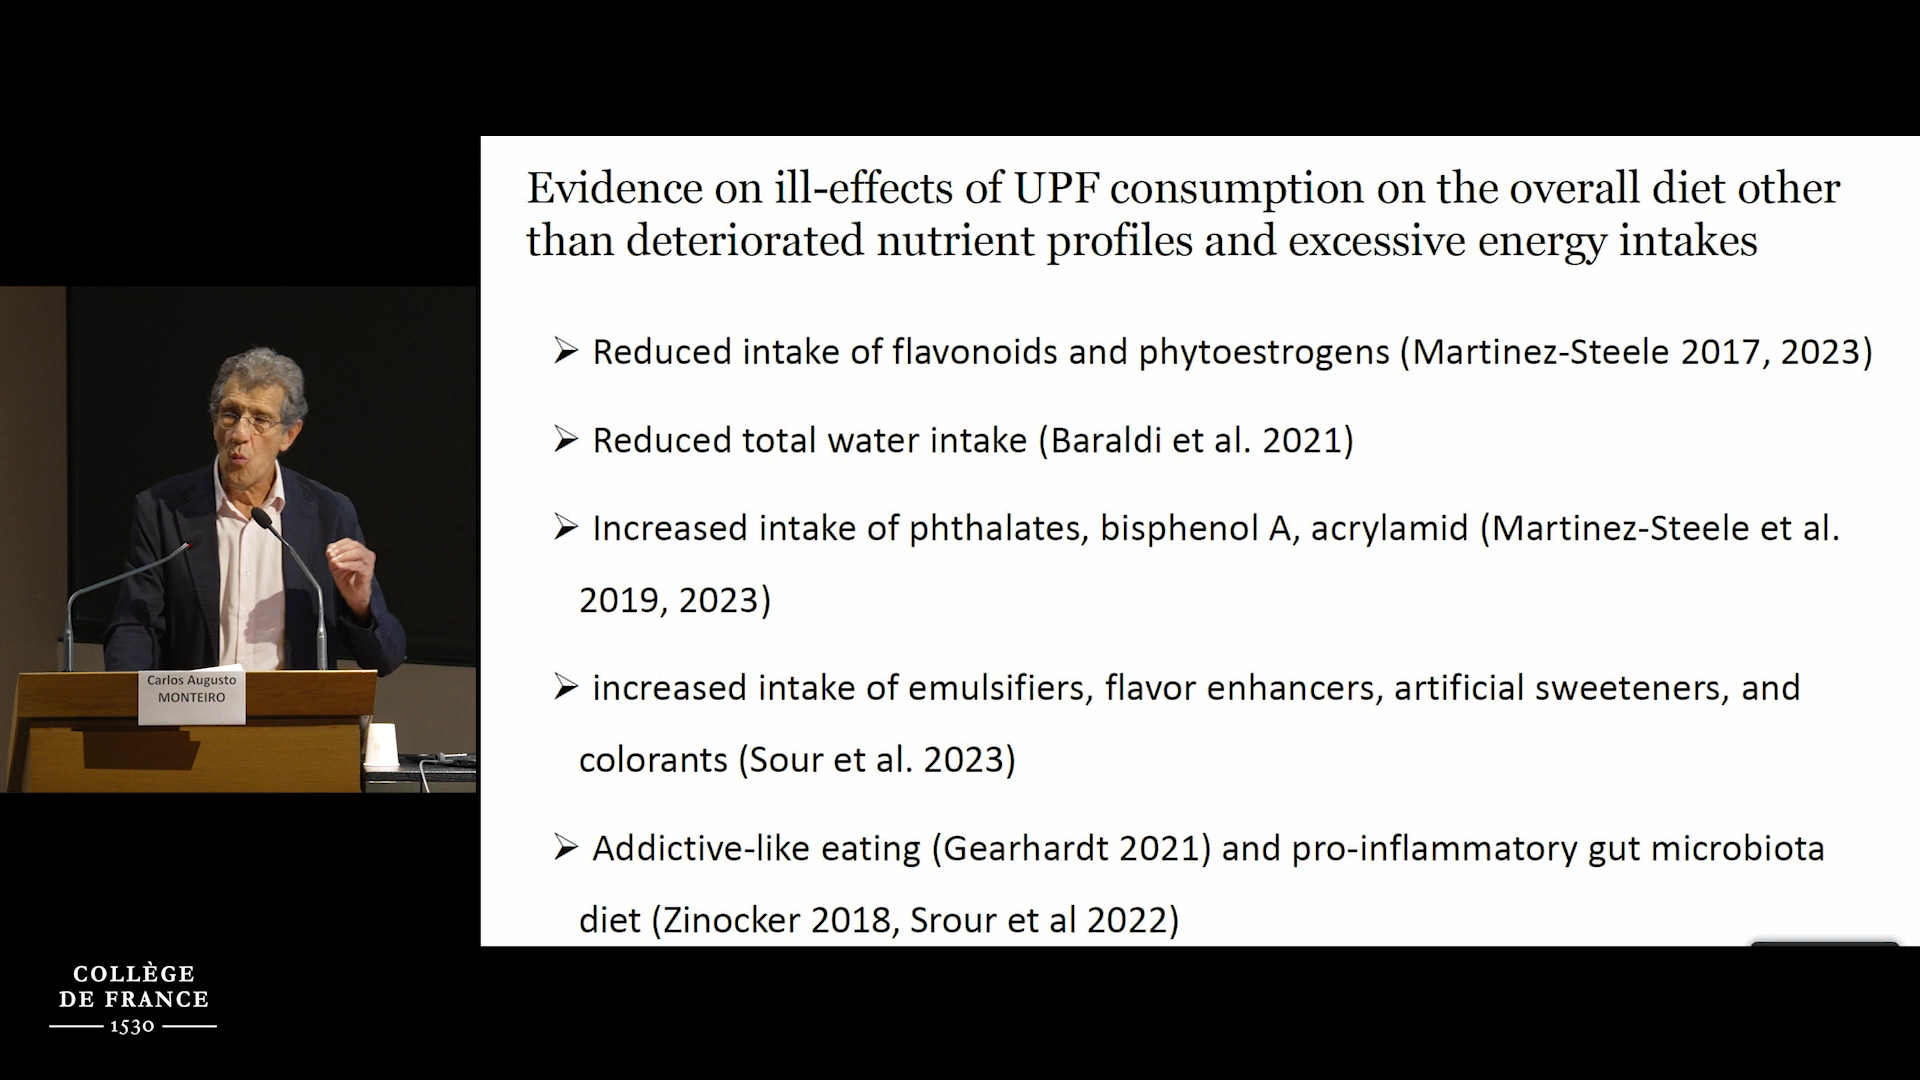 Evidence on ill-effects of UPF consumption on the overall diet other
than deteriorated nutrient profiles and excessive energy intakes
➢ Reduced intake of flavonoids and phytoestrogens (Martinez-Steele 2017, 2023)
➢ Reduced total water intake (Baraldi et al. 2021)
➢ Increased intake of phthalates, bisphenol A, acrylamid (Martinez-Steele et al.
2019, 2023)
➢ increased intake of emulsifiers, flavor enhancers, artificial sweeteners, and
colorants (Sour et al. 2023)
➢ Addictive-like eating (Gearhardt 2021) and pro-inflammatory gut microbiota
diet (Zinocker 2018, Srour et al 2022)
Carlos Augusto
MONTEIRO
COLLÈGE
DE FRANCE
1530